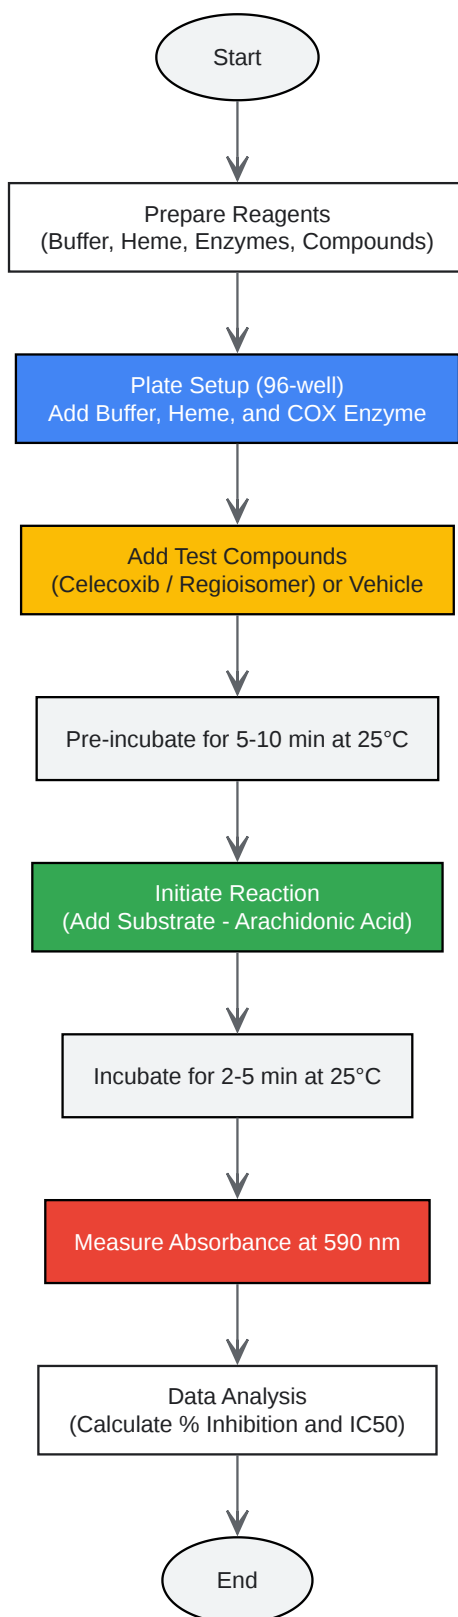 Start
Prepare Reagents
(Buffer, Heme, Enzymes, Compounds)
Plate Setup (96-well)
Add Buffer, Heme, and COX Enzyme
Add Test Compounds
(Celecoxib / Regioisomer) or Vehicle
Pre-incubate for 5-10 min at 25°C
Initiate Reaction
(Add Substrate - Arachidonic Acid)
Incubate for 2-5 min at 25°C
Measure Absorbance at 590 nm
Data Analysis
(Calculate % Inhibition and IC50)
End